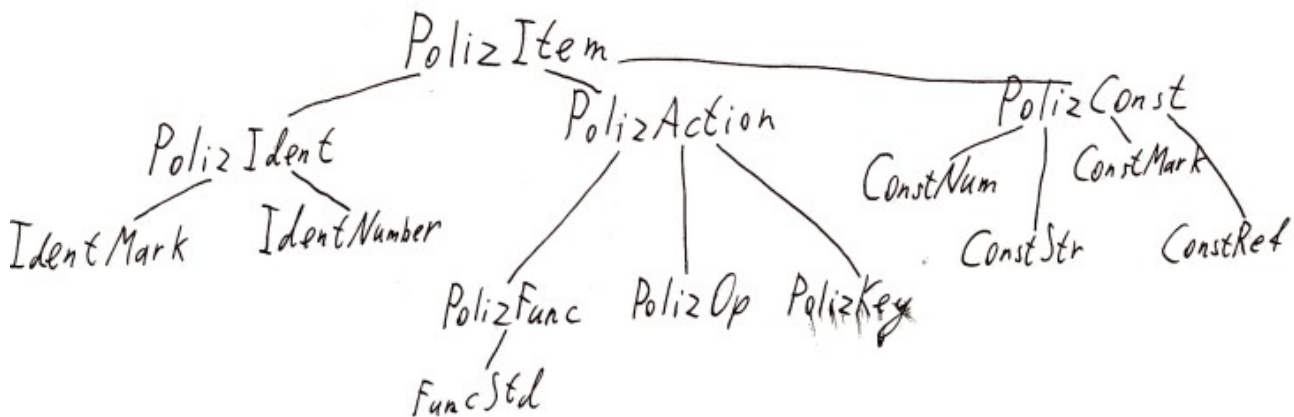 PolizItem
PolizIdent PolizAction PolizConst
IdentMark IdentNumber ConstNum ConstMark
ConstStr ConstRef
PolizFunc PolizOp PolizKey
FuncStd